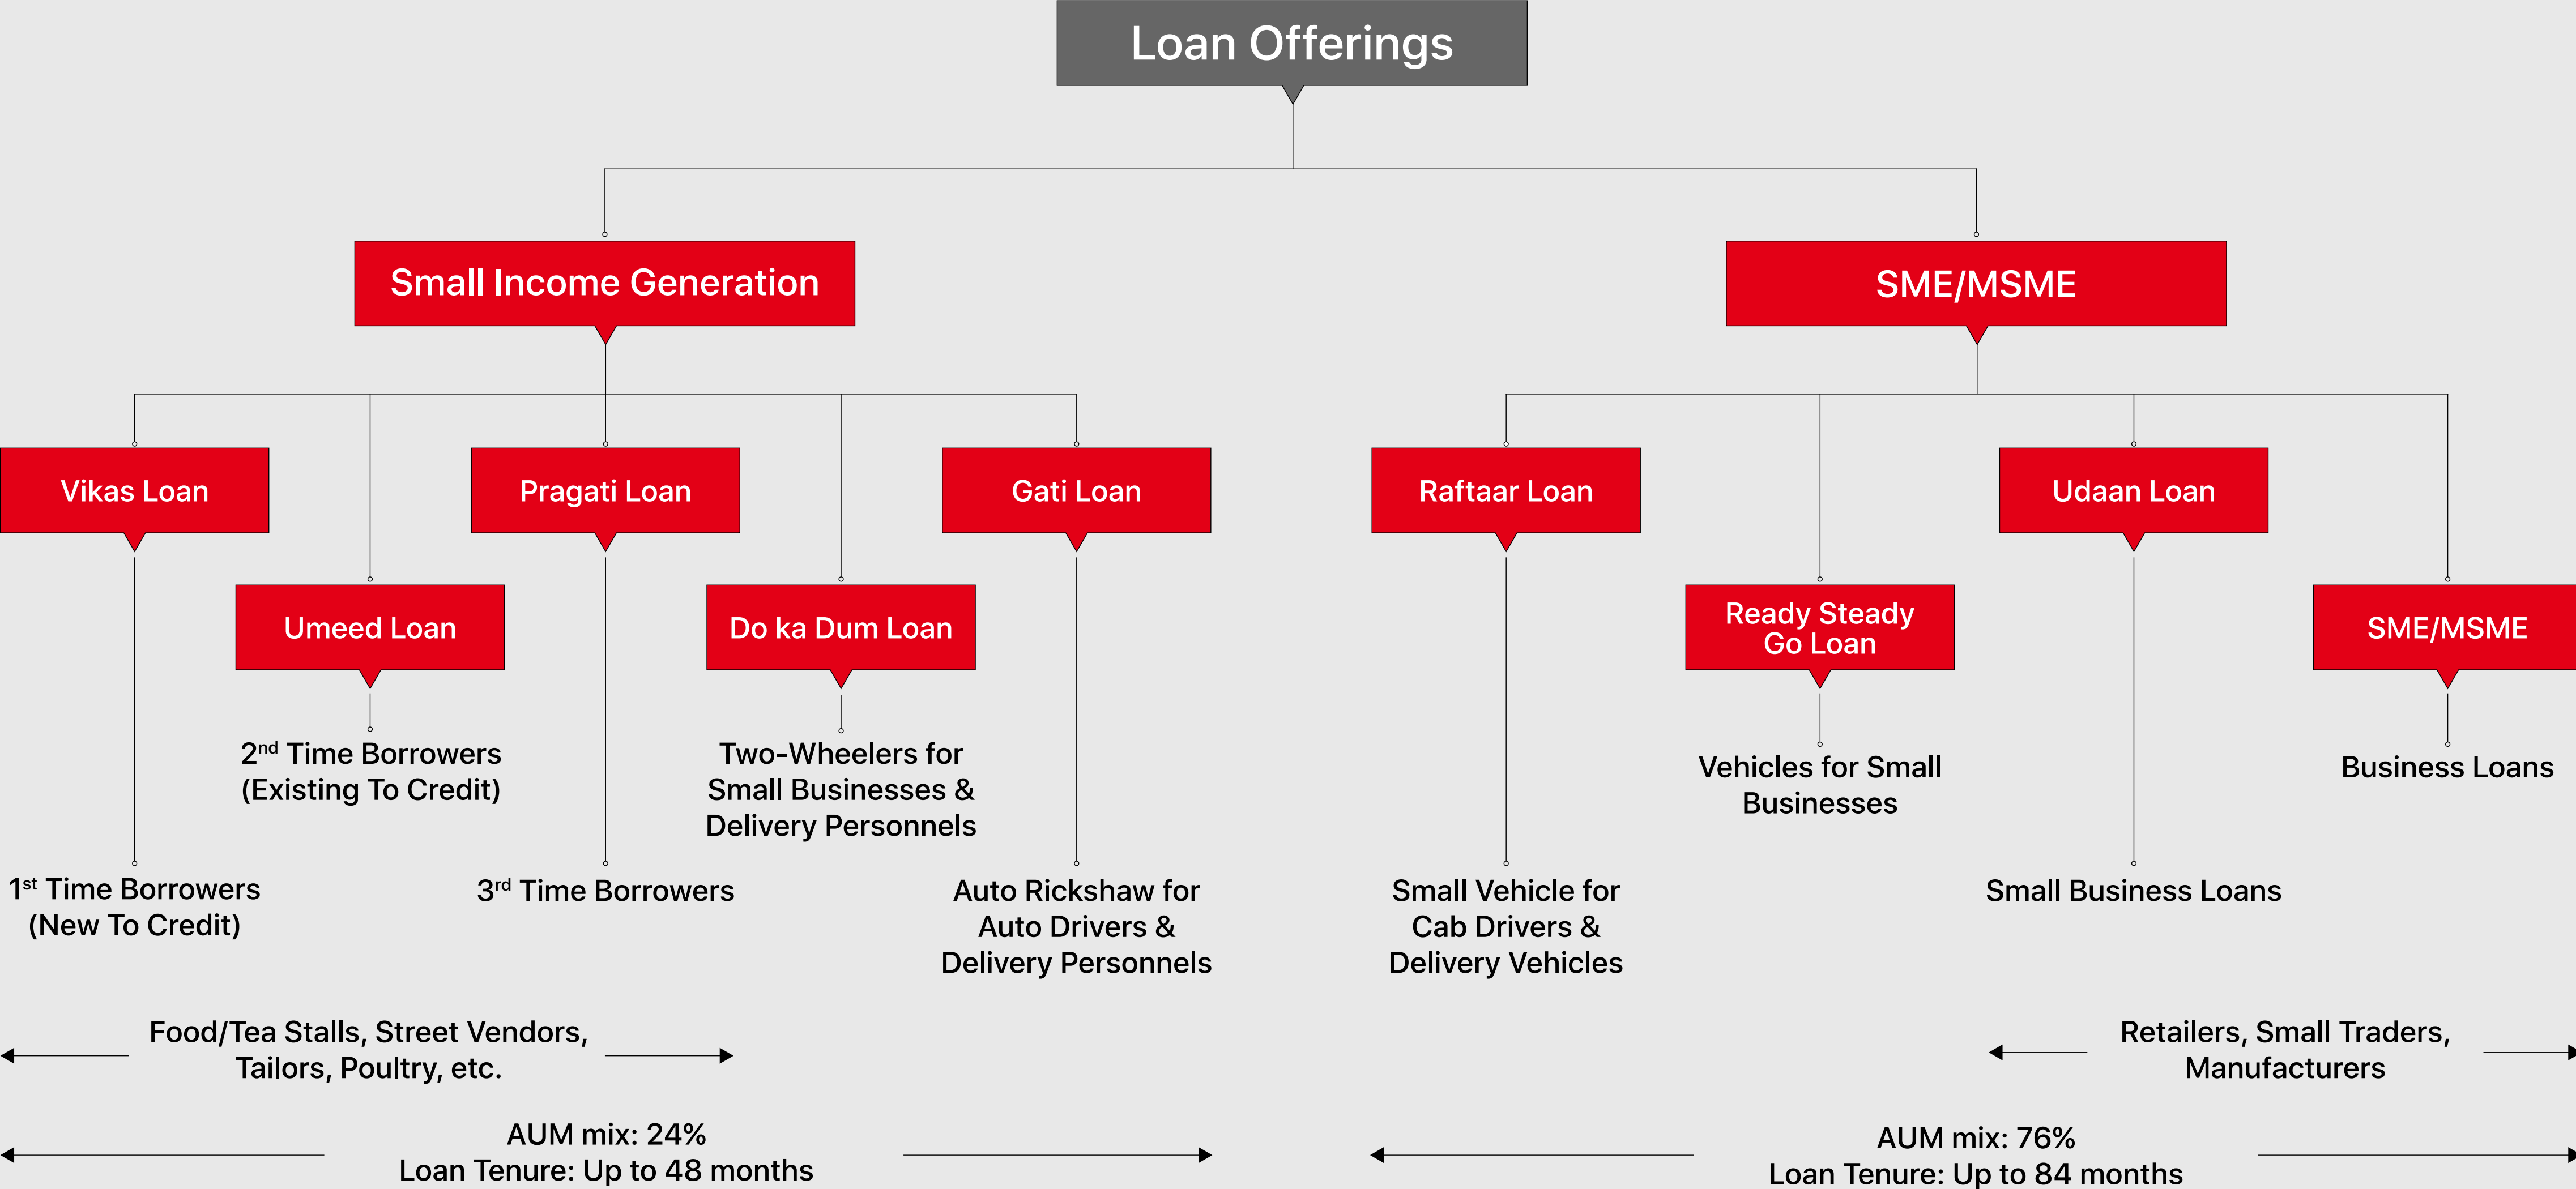 Loan Offerings
Small Income Generation
SME/MSME
Vikas Loan
Pragati Loan
Gati Loan
Raftaar Loan
Udaan Loan
Umeed Loan
Do ka Dum Loan
Ready Steady
Go Loan
SME/MSME
2nd Time Borrowers
(Existing To Credit)
Two-Wheelers for
Small Businesses &
Delivery Personnels
Vehicles for Small
Businesses
Business Loans
1st Time Borrowers
(New To Credit)
3rd Time Borrowers
Auto Rickshaw for
Auto Drivers &
Delivery Personnels
Small Vehicle for
Cab Drivers &
Delivery Vehicles
Small Business Loans
Food/Tea Stalls, Street Vendors,
Tailors, Poultry, etc.
Retailers, Small Traders,
Manufacturers
AUM mix: 24%
Loan Tenure: Up to 48 months
AUM mix: 76%
Loan Tenure: Up to 84 months